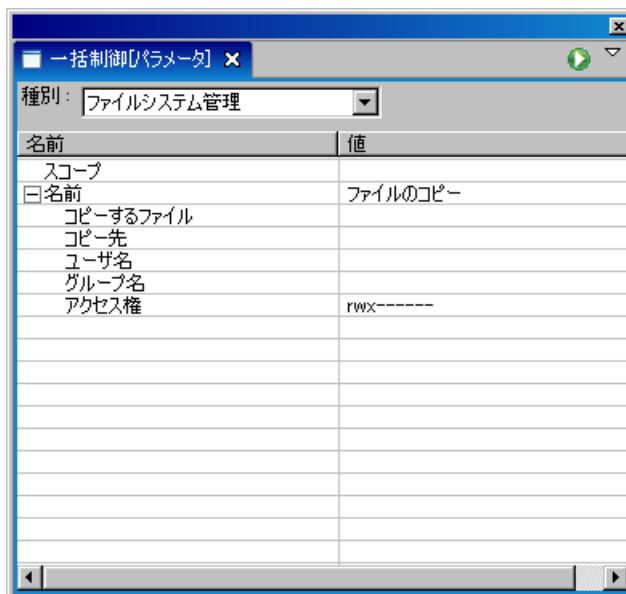 一括制御[パラメータ]
種別： ファイルシステム管理
名前 値
スコープ
名前 ファイルのコピー
コピーするファイル
コピー先
ユーザ名
グループ名
アクセス権 rwx------